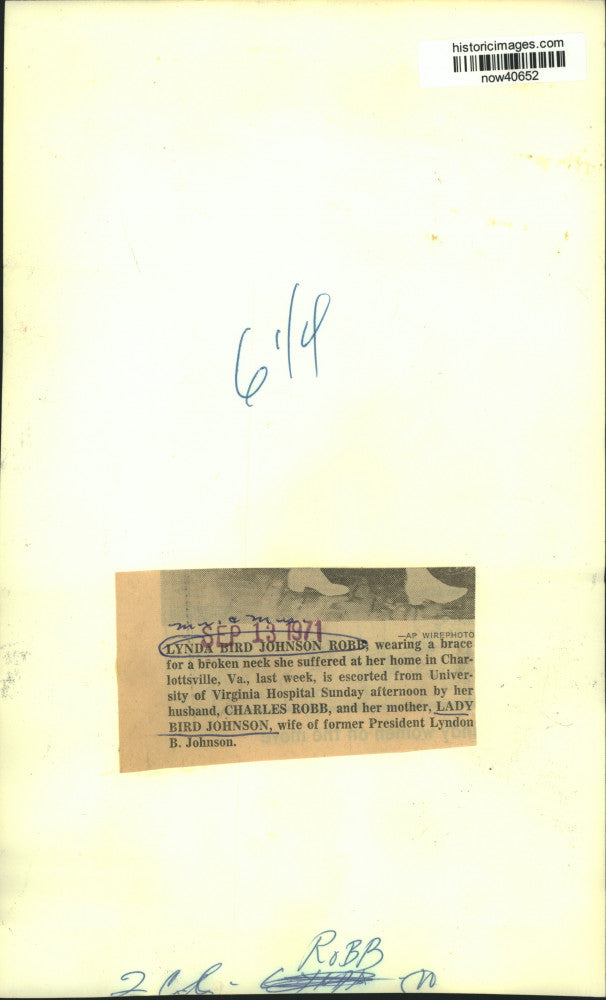 historicimages.com
now40652
6 1/4
SEP 13 1971
—AP WIREPHOTO
LYNDA BIRD JOHNSON ROBB, wearing a brace
for a broken neck she suffered at her home in Char-
lottsville, Va., last week, is escorted from Univer-
sity of Virginia Hospital Sunday afternoon by her
husband, CHARLES ROBB, and her mother, LADY
BIRD JOHNSON, wife of former President Lyndon
B. Johnson.
ROBB
2 Col -